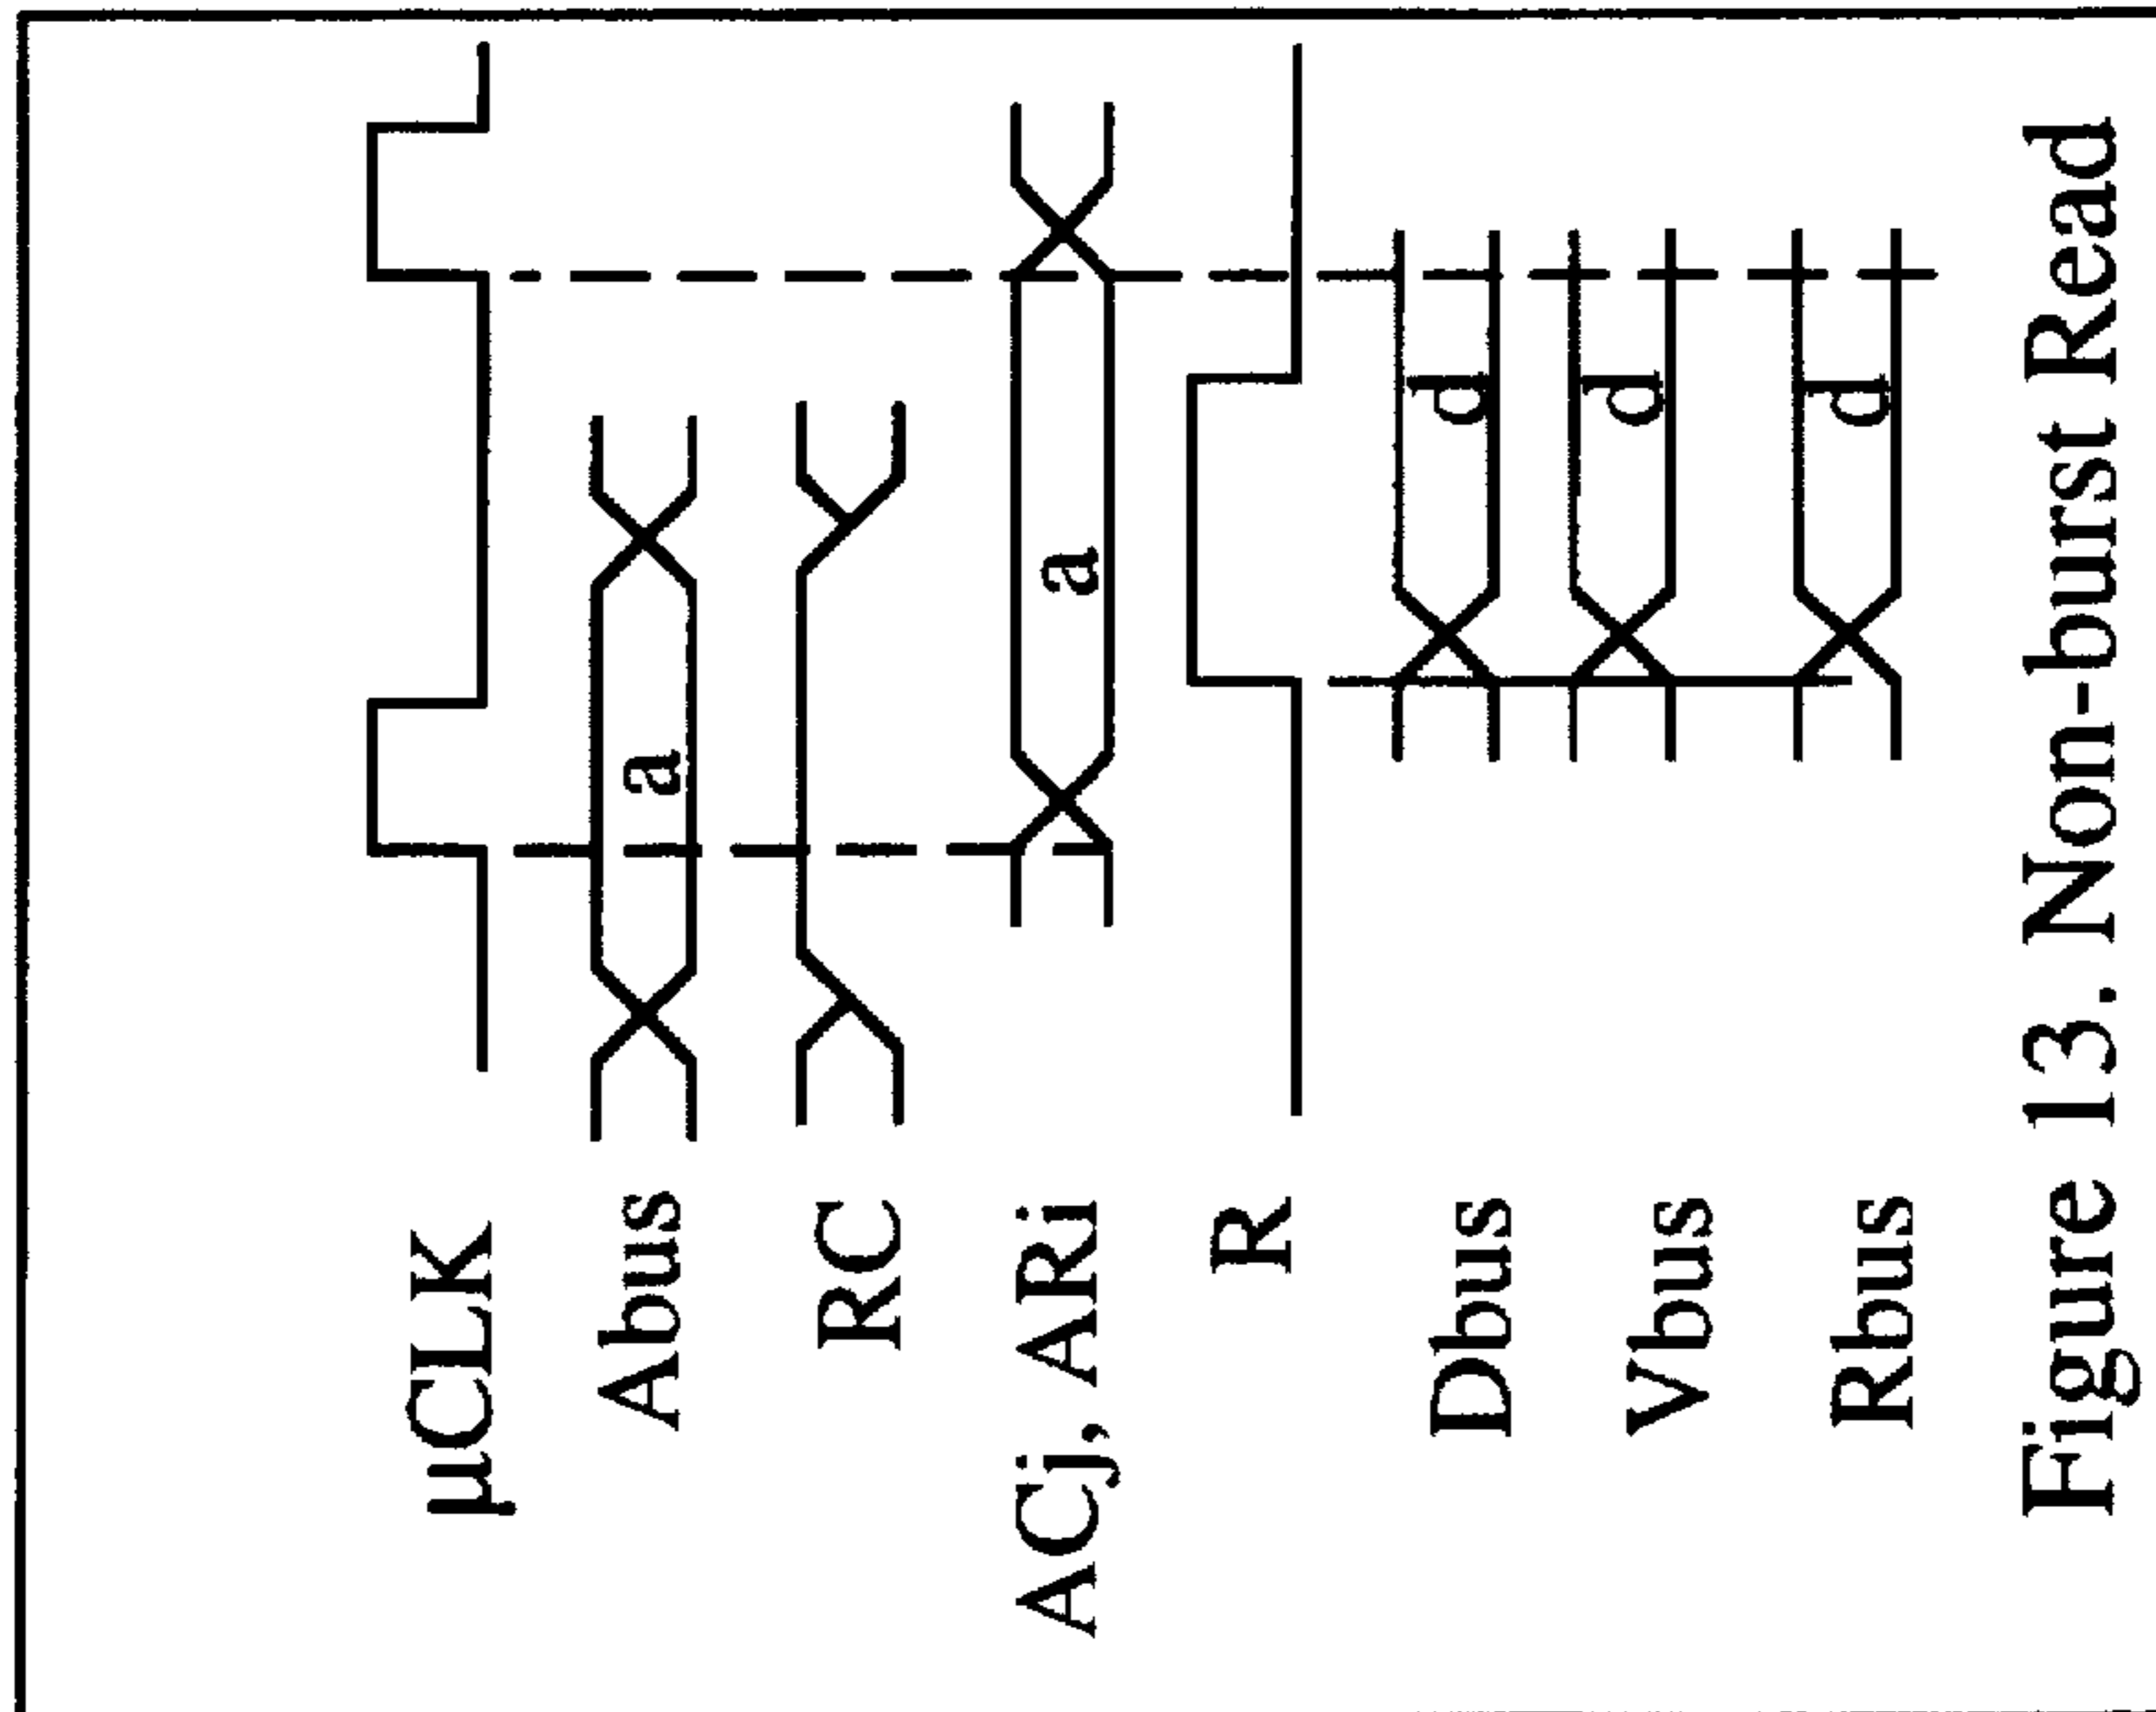 µCLK
Abus
a
RC
ACj, ARi
a
R
Dbus
d
Vbus
d
Rbus
d
Figure 13. Non-burst Read